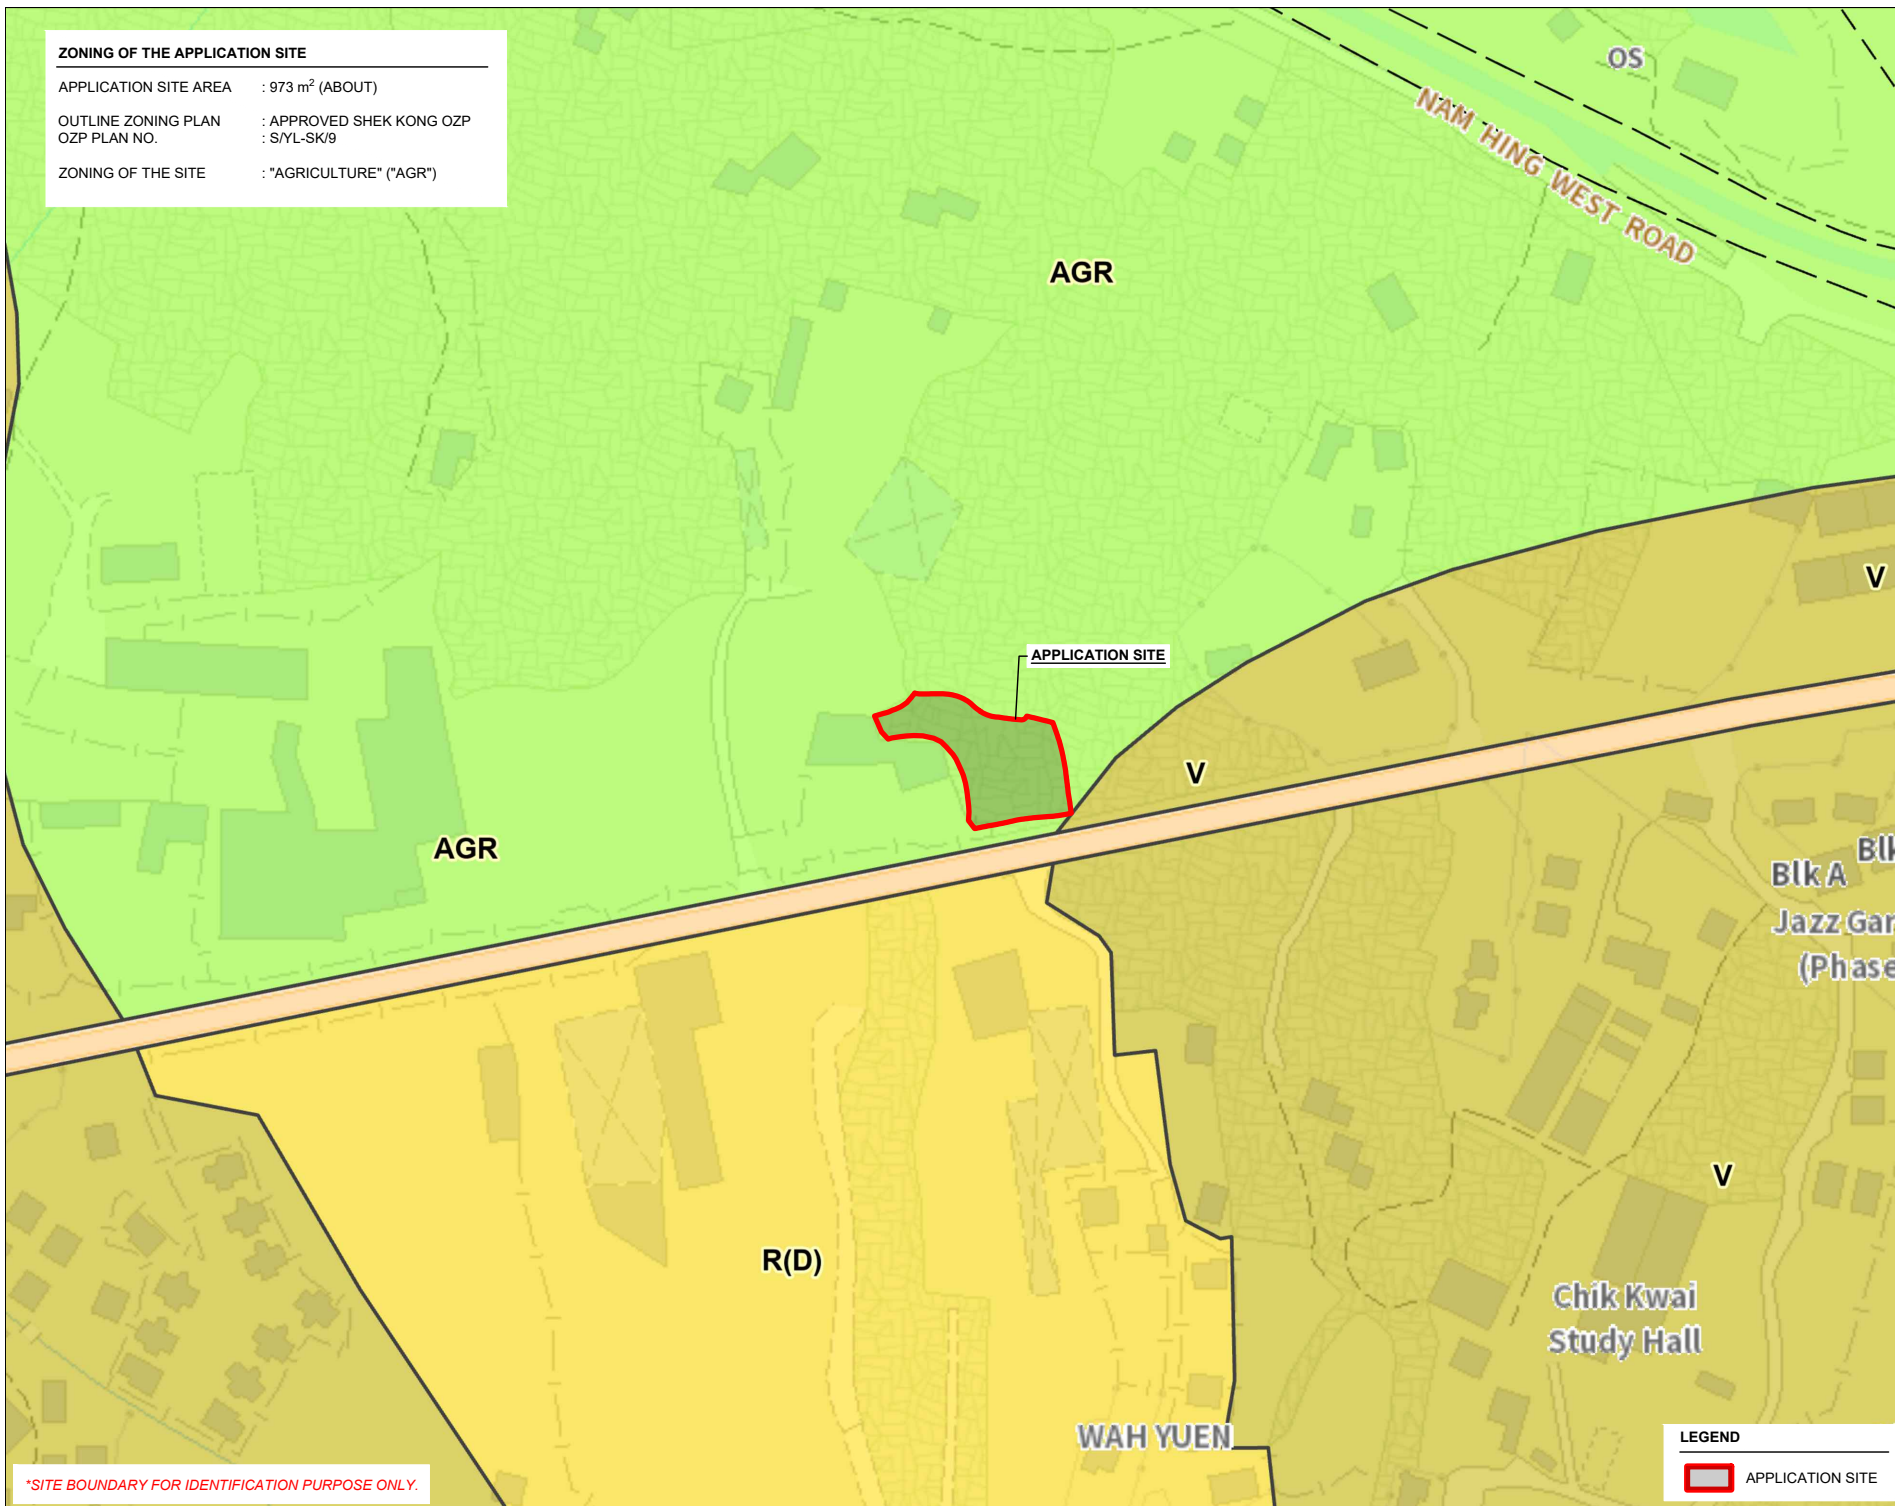 ZONING OF THE APPLICATION SITE
APPLICATION SITE AREA : 973 m² (ABOUT)
OUTLINE ZONING PLAN : APPROVED SHEK KONG OZP
OZP PLAN NO. : S/YL-SK/9
ZONING OF THE SITE : "AGRICULTURE" ("AGR")
OS
NAM HING WEST ROAD
AGR
V
APPLICATION SITE
V
AGR
Blk
Blk A
Jazz Gar
(Phase
V
R(D)
Chik Kwai
Study Hall
WAH YUEN
LEGEND
APPLICATION SITE
*SITE BOUNDARY FOR IDENTIFICATION PURPOSE ONLY.